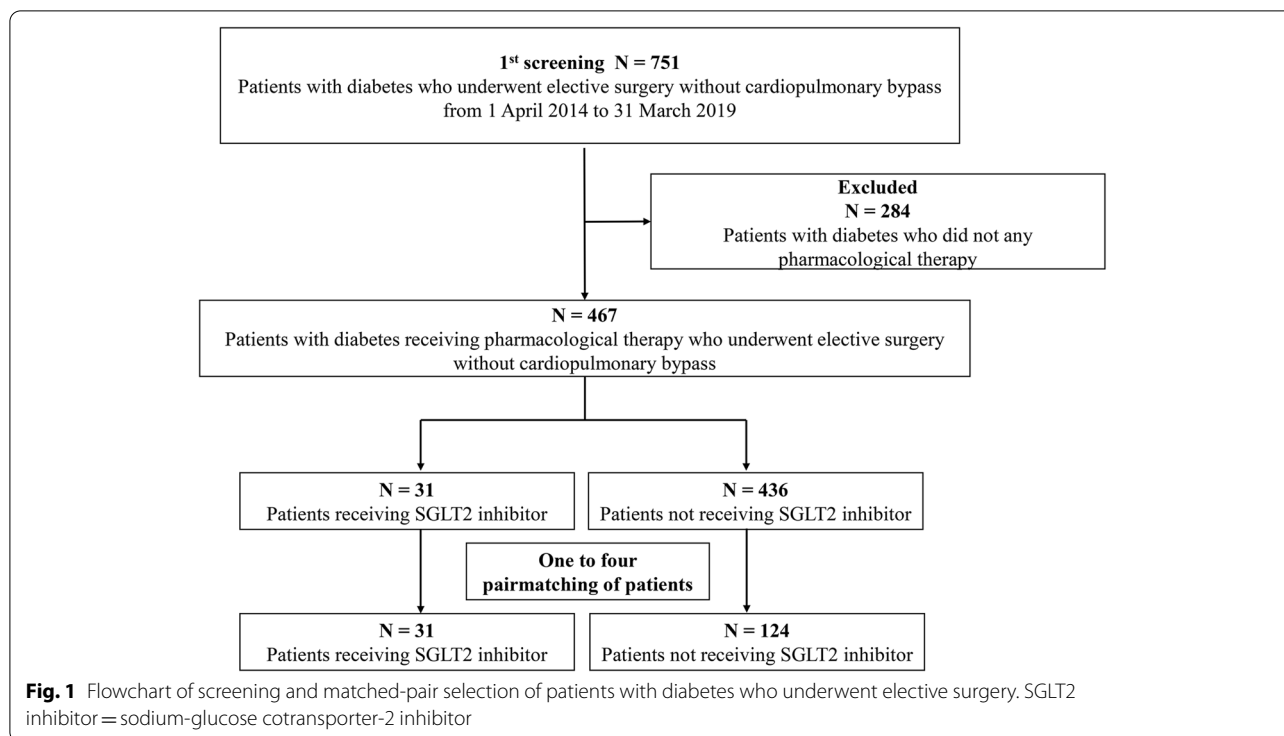 1st screening N = 751
Patients with diabetes who underwent elective surgery without cardiopulmonary bypass
from 1 April 2014 to 31 March 2019
Excluded
N = 284
Patients with diabetes who did not any
pharmacological therapy
N = 467
Patients with diabetes receiving pharmacological therapy who underwent elective surgery
without cardiopulmonary bypass
N = 31
Patients receiving SGLT2 inhibitor
N = 436
Patients not receiving SGLT2 inhibitor
One to four
pairmatching of patients
N = 31
Patients receiving SGLT2 inhibitor
N = 124
Patients not receiving SGLT2 inhibitor
Fig. 1 Flowchart of screening and matched-pair selection of patients with diabetes who underwent elective surgery. SGLT2
inhibitor = sodium-glucose cotransporter-2 inhibitor